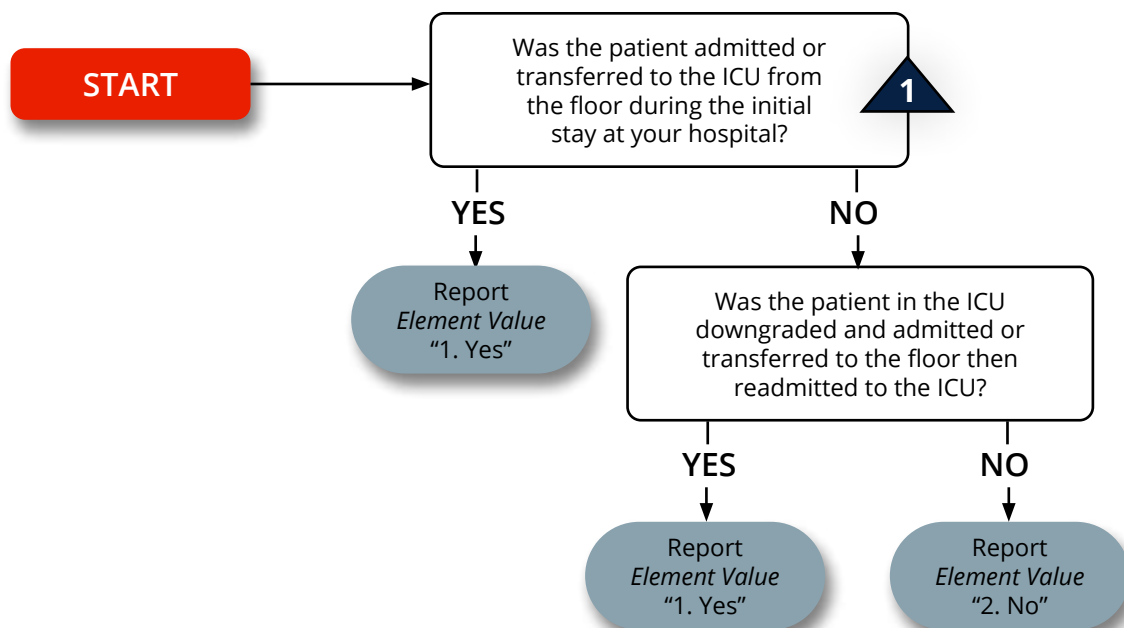 START
Was the patient admitted or
transferred to the ICU from
the floor during the initial
stay at your hospital?
1
YES
NO
Report
Element Value
“1. Yes”
Was the patient in the ICU
downgraded and admitted or
transferred to the floor then
readmitted to the ICU?
YES
NO
Report
Element Value
“1. Yes”
Report
Element Value
“2. No”